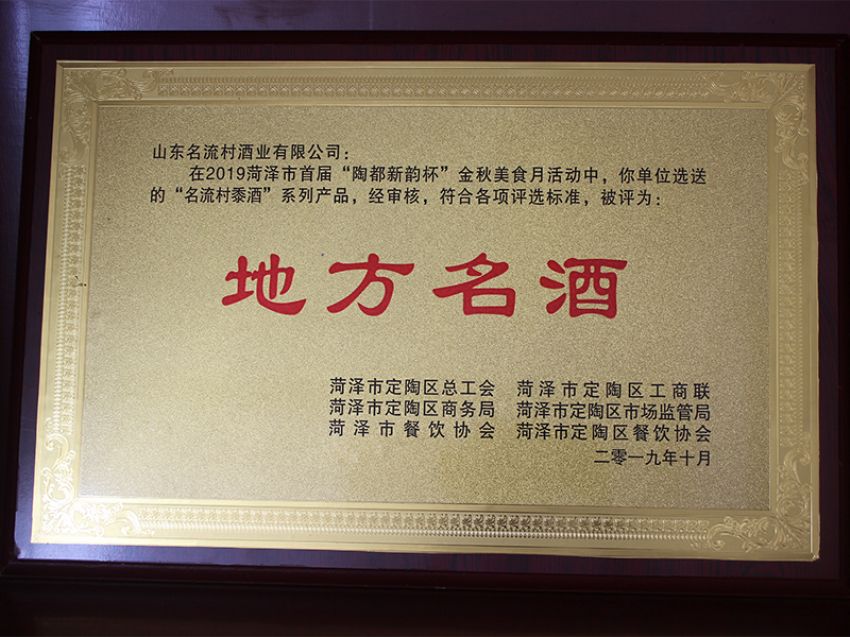 山东名流村酒业有限公司：
在2019菏泽市首届“陶都新韵杯”金秋美食月活动中，你单位选送
的“名流村黍酒”系列产品，经审核，符合各项评选标准，被评为：
地方名酒
菏泽市定陶区总工会 菏泽市定陶区工商联
菏泽市定陶区商务局 菏泽市定陶区市场监管局
菏泽市餐饮协会 菏泽市定陶区餐饮协会
二零一九年十月